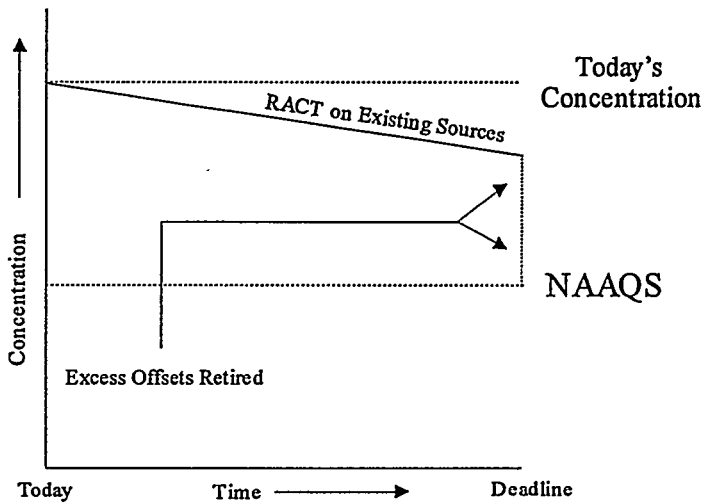 Today's
Concentration
RACT on Existing Sources
Concentration
NAAQS
Excess Offsets Retired
Today
Time
Deadline